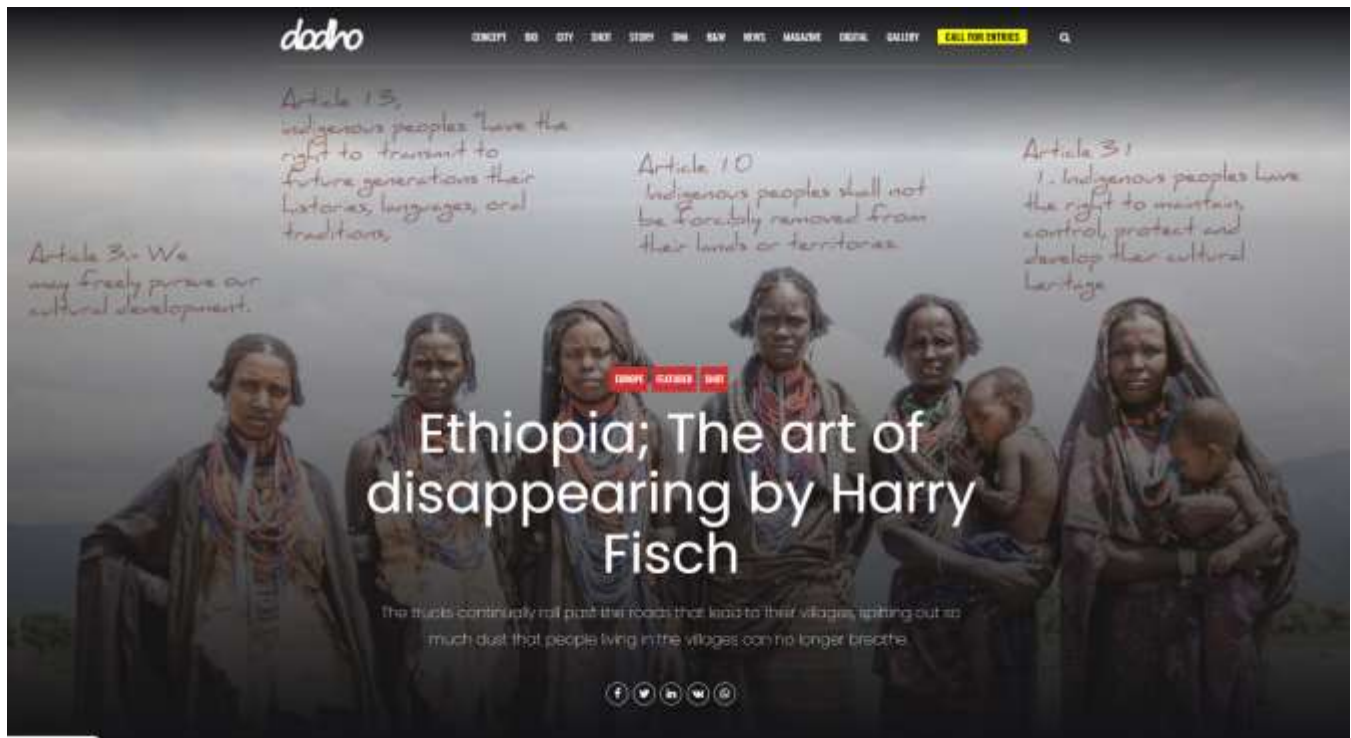 dodho
CONCEPT BIO CITY SHOT STORY DNA B&W NEWS MAGAZINE DIGITAL GALLERY CALL FOR ENTRIES
Article 13,
indigenous peoples "have the
right to transmit to
future generations their
histories, languages, oral
traditions,
Article 10
Indigenous peoples shall not
be forcibly removed from
their lands or territories
Article 31
1. Indigenous peoples have
the right to maintain,
control, protect and
develop their cultural
heritage
Article 3.- We
may freely pursue our
cultural development.
EUROPE FEATURED SHOT
Ethiopia; The art of
disappearing by Harry
Fisch
The trucks continually roll past the roads that lead to their villages, spitting out so
much dust that people living in the villages can no longer breathe.